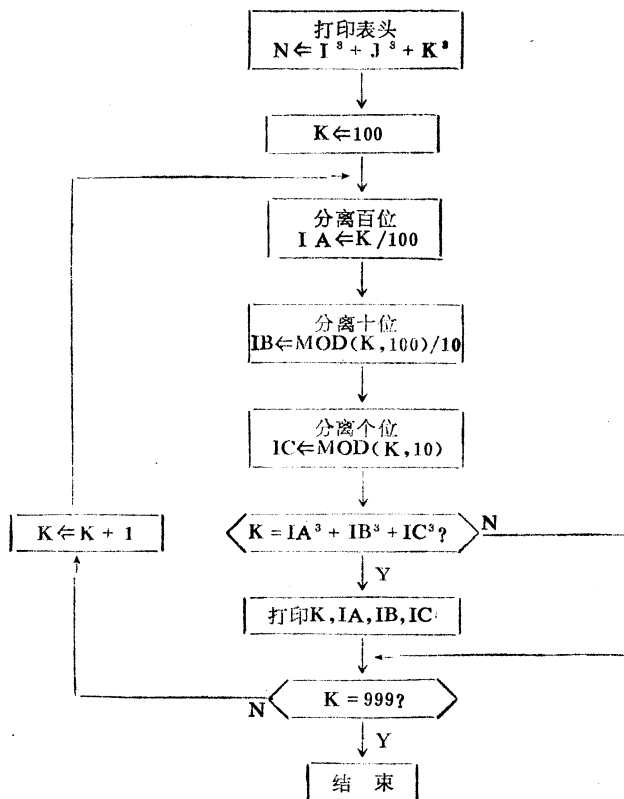 打印表头
N⇐I³+J³+K³
K⇐100
分离百位
IA⇐K/100
分离十位
IB⇐MOD(K,100)/10
分离个位
IC⇐MOD(K,10)
K=IA³+IB³+IC³?
N
Y
K⇐K+1
打印K,IA,IB,IC
K=999?
N
Y
结 束